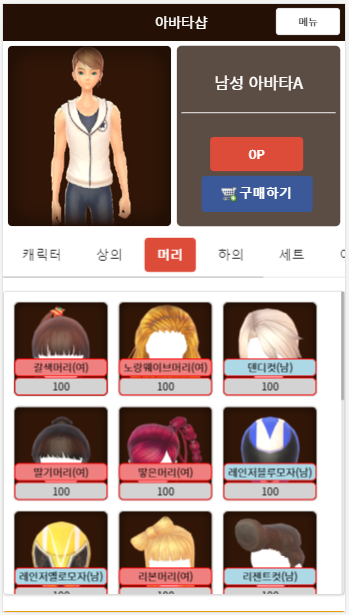 아바타샵
메뉴
남성 아바타A
0P
구매하기
캐릭터 상의 머리 하의 세트
갈색머리(여) 노랑웨이브머리(여) 댄디컷(남)
100 100 100
딸기머리(여) 땋은머리(여) 레인저블루모자(남)
100 100 100
레인저옐로모자(남) 리본머리(여) 리젠트컷(남)
100 100 100